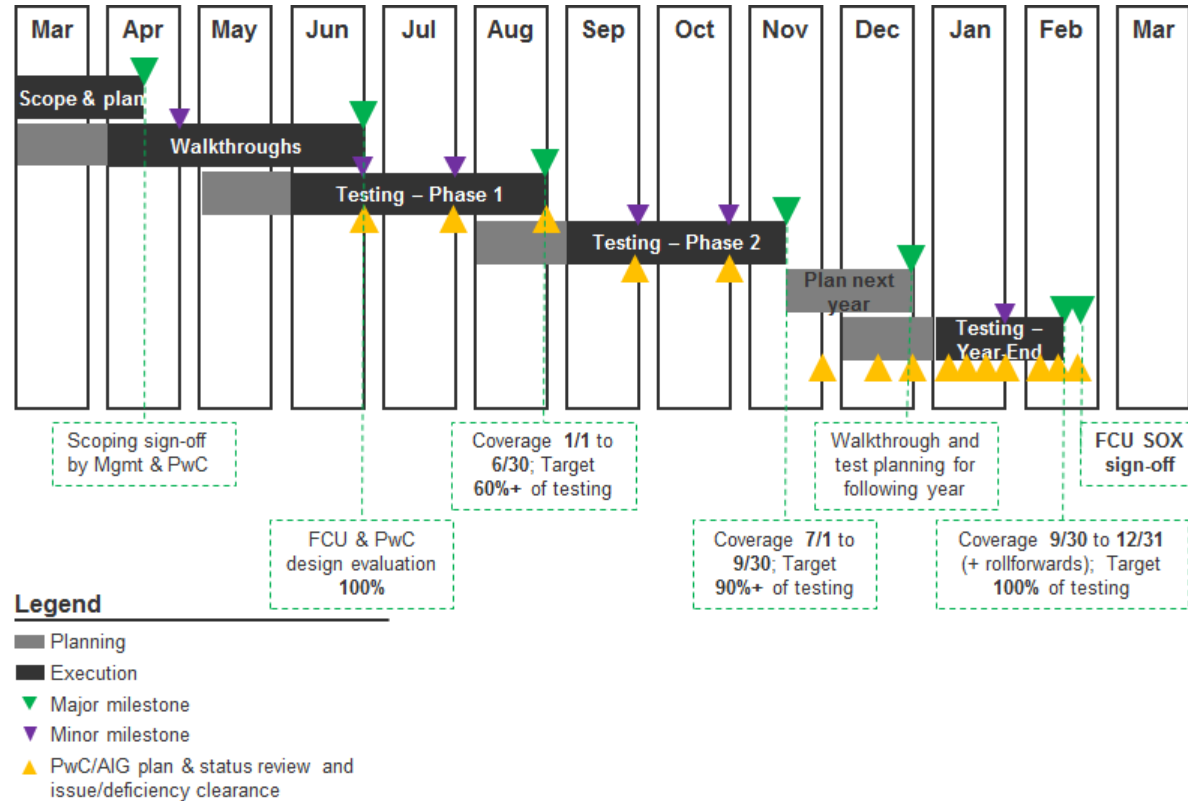 Mar Apr May Jun Jul Aug Sep Oct Nov Dec Jan Feb Mar
Scope & plan
Walkthroughs
Testing – Phase 1
Testing – Phase 2
Plan next
year
Testing –
Year-End
Scoping sign-off
by Mgmt & PwC
FCU & PwC
design evaluation
100%
Coverage 1/1 to
6/30; Target
60%+ of testing
Coverage 7/1 to
9/30; Target
90%+ of testing
Walkthrough and
test planning for
following year
Coverage 9/30 to 12/31
(+ rollforwards); Target
100% of testing
FCU SOX
sign-off
Legend
Planning
Execution
Major milestone
Minor milestone
PwC/AIG plan & status review and
issue/deficiency clearance